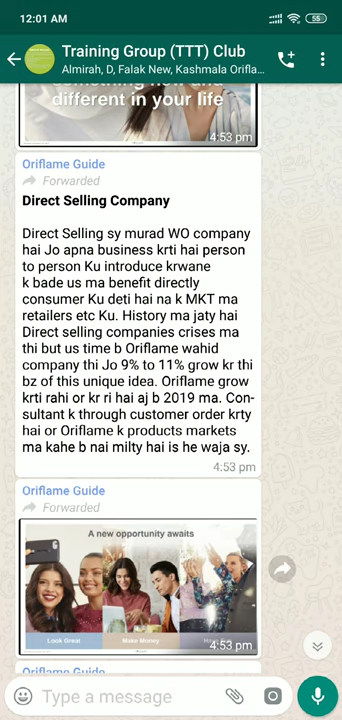 12:01 AM
55
Training Group (TTT) Club
Almirah, D, Falak New, Kashmala Orifla...
something new and
different in your life
4:53 pm
Oriflame Guide
Forwarded
Direct Selling Company
Direct Selling sy murad WO company
hai Jo apna business krti hai person
to person Ku introduce krwane
k bade us ma benefit directly
consumer Ku deti hai na k MKT ma
retailers etc Ku. History ma jaty hai
Direct selling companies crises ma
thi but us time b Oriflame wahid
company thi Jo 9% to 11% grow kr thi
bz of this unique idea. Oriflame grow
krti rahi or kr ri hai aj b 2019 ma. Con-
sultant k through customer order krty
hai or Oriflame k products markets
ma kahe b nai milty hai is he waja sy.
4:53 pm
Oriflame Guide
Forwarded
A new opportunity awaits
Look Great
Make Money
4:53 pm
Oriflame Guide
Type a message